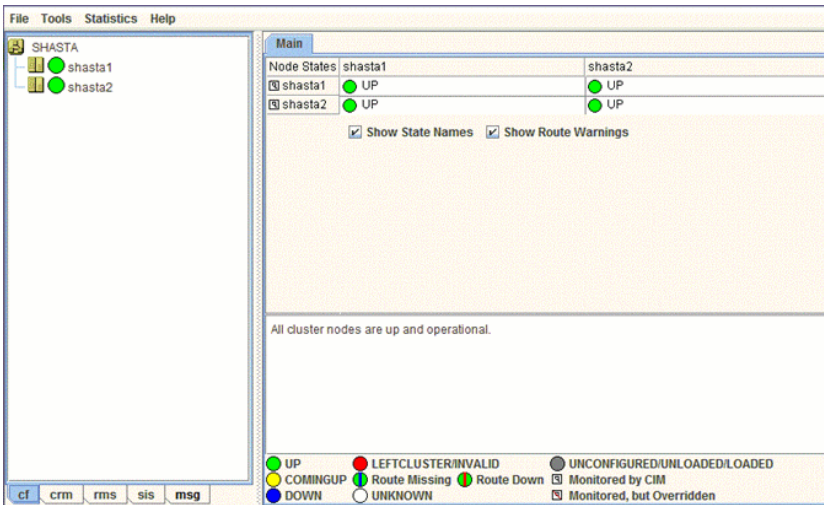 File Tools Statistics Help
SHASTA
shasta1
shasta2
cf crm rms sis msg
Main
Node States shasta1 shasta2
shasta1 UP UP
shasta2 UP UP
Show State Names Show Route Warnings
All cluster nodes are up and operational.
UP LEFTCLUSTER/INVALID UNCONFIGURED/UNLOADED/LOADED
COMINGUP Route Missing Route Down Monitored by CIM
DOWN UNKNOWN Monitored, but Overridden